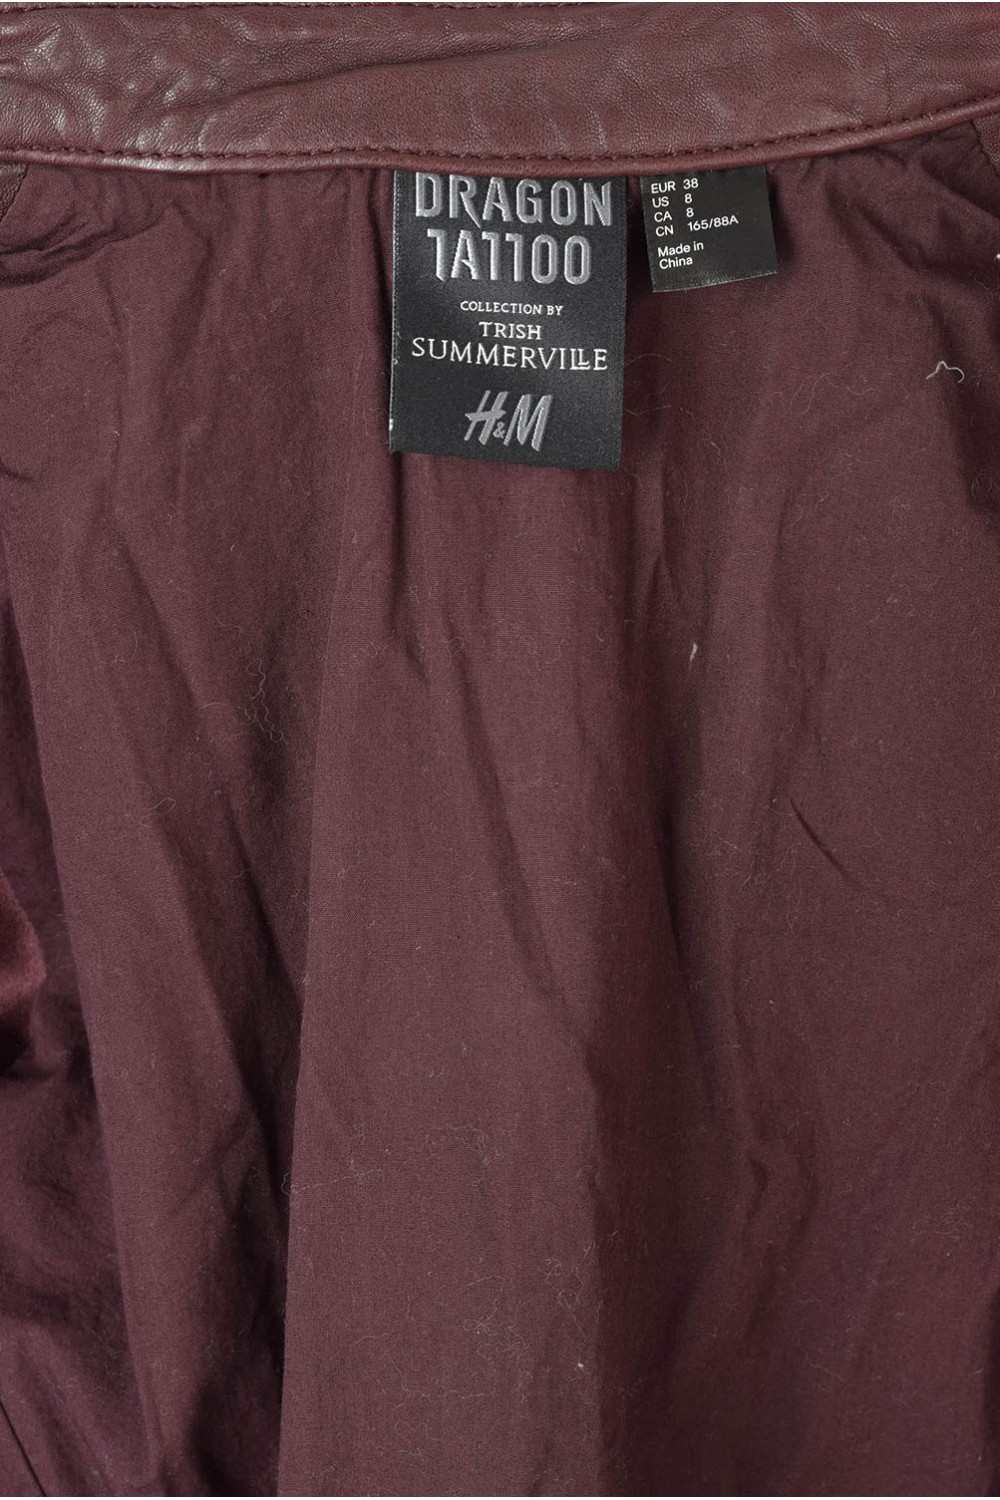 DRAGON
TATTOO
COLLECTION BY
TRISH
SUMMERVILLE
H&M
EUR 38
US 8
CA 8
CN 165/88A
Made in
China